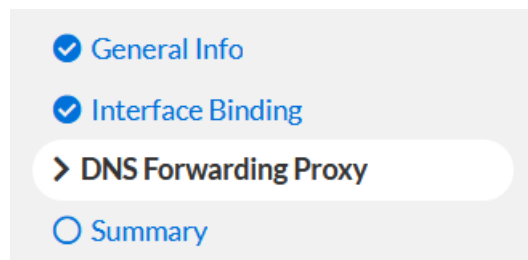 General Info
Interface Binding
DNS Forwarding Proxy
Summary